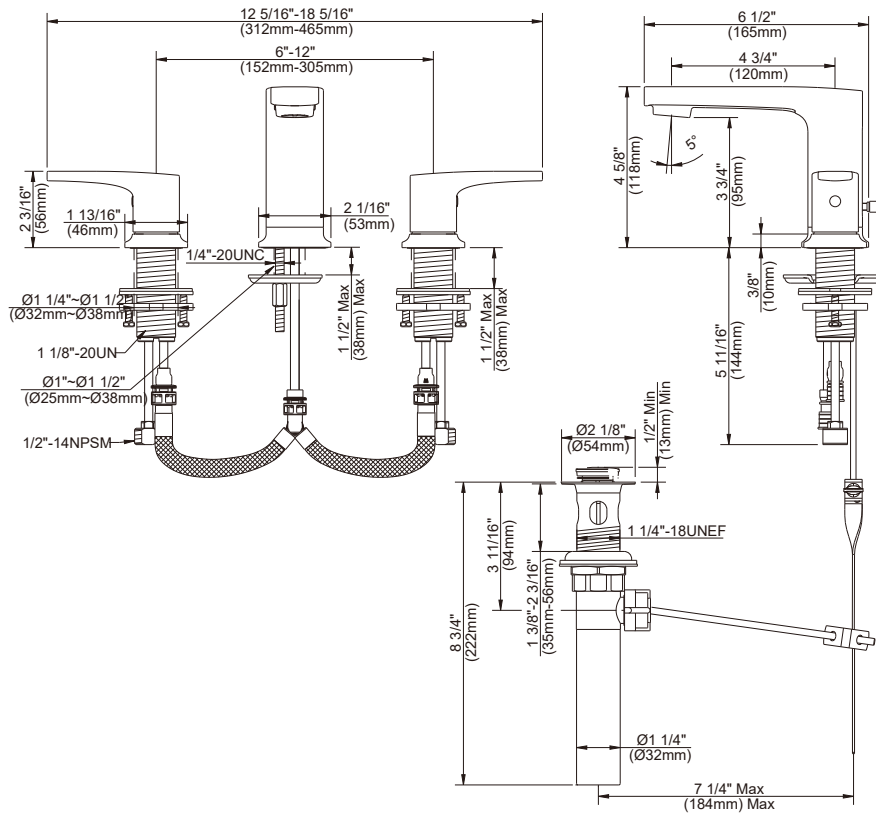 12 5/16"-18 5/16"
(312mm-465mm)
6"-12"
(152mm-305mm)
2 3/16"
(56mm)
1 13/16"
(46mm)
2 1/16"
(53mm)
1/4"-20UNC
Ø1 1/4"~Ø1 1/2"
(Ø32mm~Ø38mm)
1 1/8"-20UN
Ø1"~Ø1 1/2"
(Ø25mm~Ø38mm)
1/2"-14NPSM
1 1/2" Max
(38mm) Max
1 1/2" Max
(38mm) Max
6 1/2"
(165mm)
4 3/4"
(120mm)
5°
4 5/8"
(118mm)
3 3/4"
(95mm)
3/8"
(10mm)
5 11/16"
(144mm)
Ø2 1/8"
(Ø54mm)
1/2" Min
(13mm) Min
1 1/4"-18UNEF
3 11/16"
(94mm)
1 3/8"-2 3/16"
(35mm-56mm)
8 3/4"
(222mm)
Ø1 1/4"
(Ø32mm)
7 1/4" Max
(184mm) Max